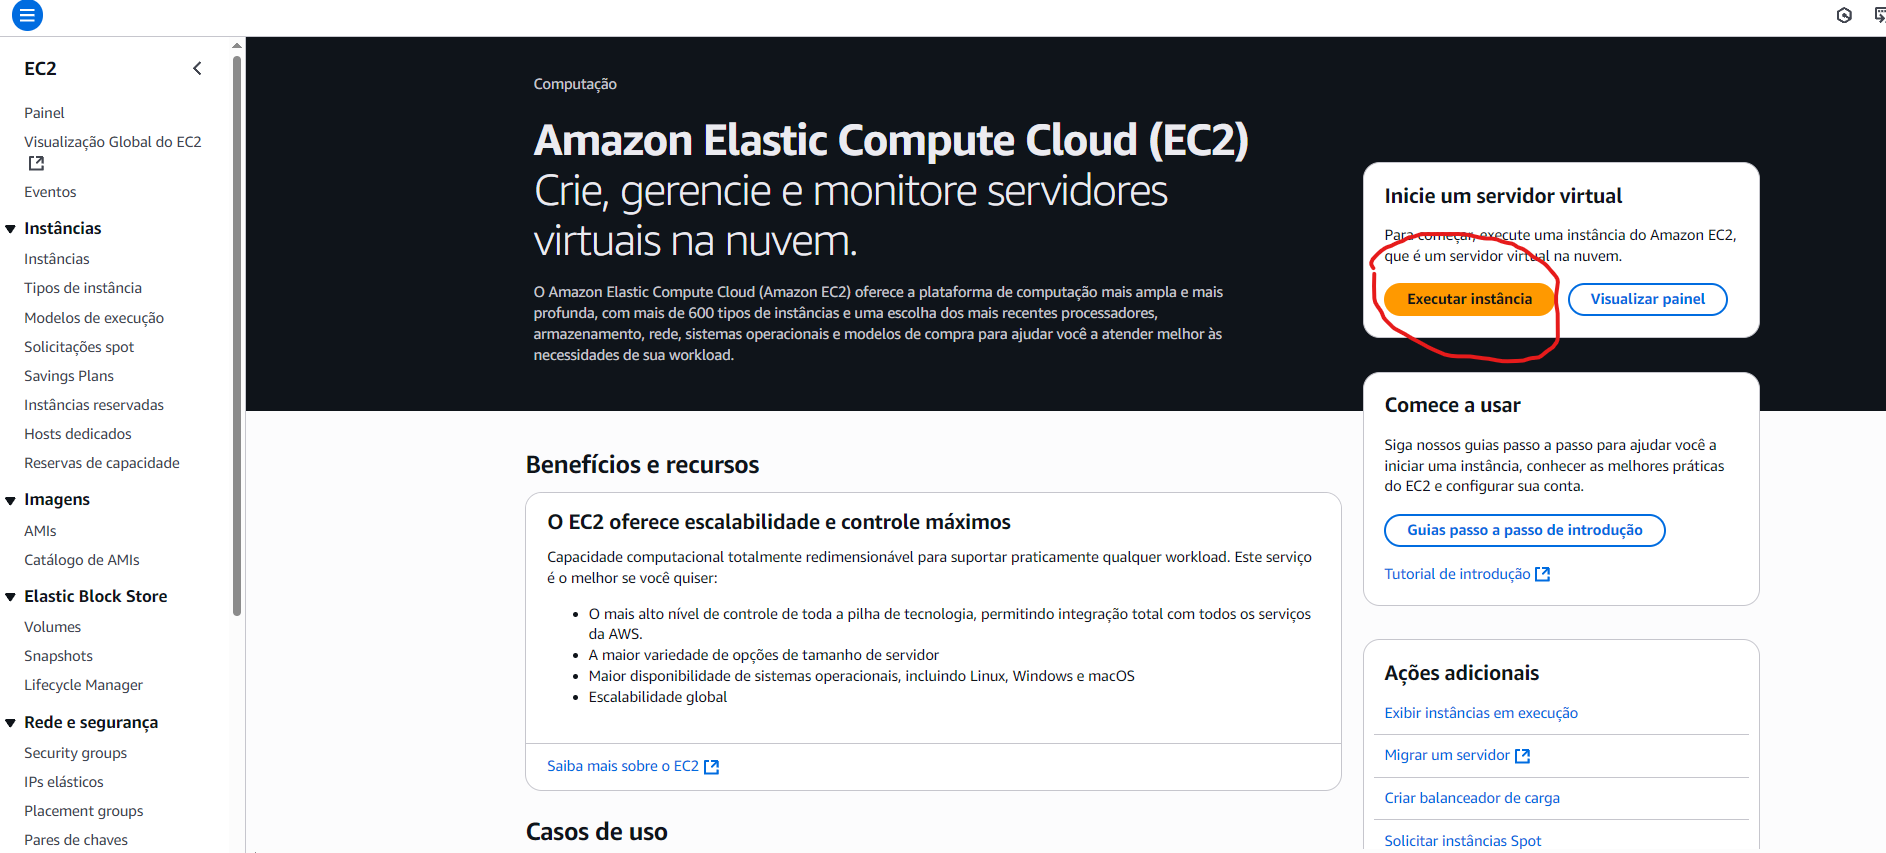 EC2
Painel
Visualização Global do EC2
Eventos
Instâncias
Instâncias
Tipos de instância
Modelos de execução
Solicitações spot
Savings Plans
Instâncias reservadas
Hosts dedicados
Reservas de capacidade
Imagens
AMIs
Catálogo de AMIs
Elastic Block Store
Volumes
Snapshots
Lifecycle Manager
Rede e segurança
Security groups
IPs elásticos
Placement groups
Pares de chaves
Computação
Amazon Elastic Compute Cloud (EC2)
Crie, gerencie e monitore servidores
virtuais na nuvem.
O Amazon Elastic Compute Cloud (Amazon EC2) oferece a plataforma de computação mais ampla e mais
profunda, com mais de 600 tipos de instâncias e uma escolha dos mais recentes processadores,
armazenamento, rede, sistemas operacionais e modelos de compra para ajudar você a atender melhor às
necessidades de sua workload.
Benefícios e recursos
O EC2 oferece escalabilidade e controle máximos
Capacidade computacional totalmente redimensionável para suportar praticamente qualquer workload. Este serviço
é o melhor se você quiser:
• O mais alto nível de controle de toda a pilha de tecnologia, permitindo integração total com todos os serviços
da AWS.
• A maior variedade de opções de tamanho de servidor
• Maior disponibilidade de sistemas operacionais, incluindo Linux, Windows e macOS
• Escalabilidade global
Saiba mais sobre o EC2
Casos de uso
Inicie um servidor virtual
Para começar, execute uma instância do Amazon EC2,
que é um servidor virtual na nuvem.
Executar instância
Visualizar painel
Comece a usar
Siga nossos guias passo a passo para ajudar você a
iniciar uma instância, conhecer as melhores práticas
do EC2 e configurar sua conta.
Guias passo a passo de introdução
Tutorial de introdução
Ações adicionais
Exibir instâncias em execução
Migrar um servidor
Criar balanceador de carga
Solicitar instâncias Spot